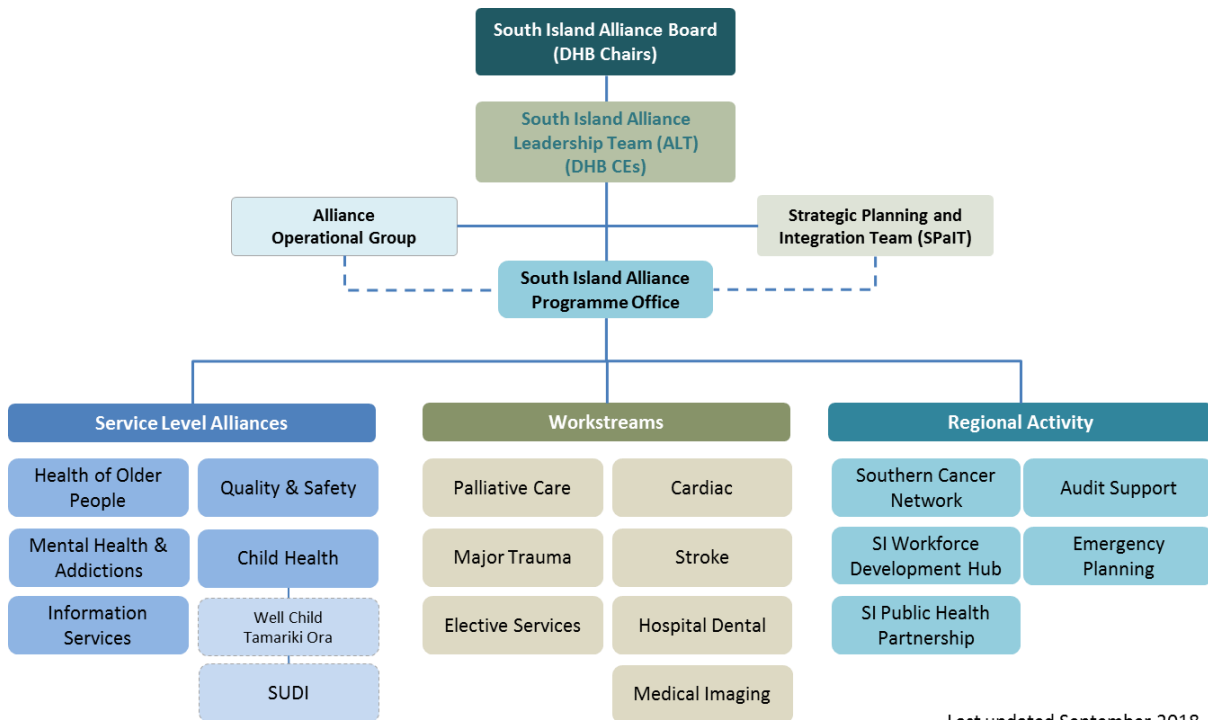 South Island Alliance Board
(DHB Chairs)
South Island Alliance
Leadership Team (ALT)
(DHB CEs)
Alliance
Operational Group
Strategic Planning and
Integration Team (SPaIT)
South Island Alliance
Programme Office
Service Level Alliances
Health of Older
People
Quality & Safety
Mental Health &
Addictions
Child Health
Information
Services
Well Child
Tamariki Ora
SUDI
Workstreams
Palliative Care
Cardiac
Major Trauma
Stroke
Elective Services
Hospital Dental
Medical Imaging
Regional Activity
Southern Cancer
Network
Audit Support
SI Workforce
Development Hub
Emergency
Planning
SI Public Health
Partnership
Last updated September 2018